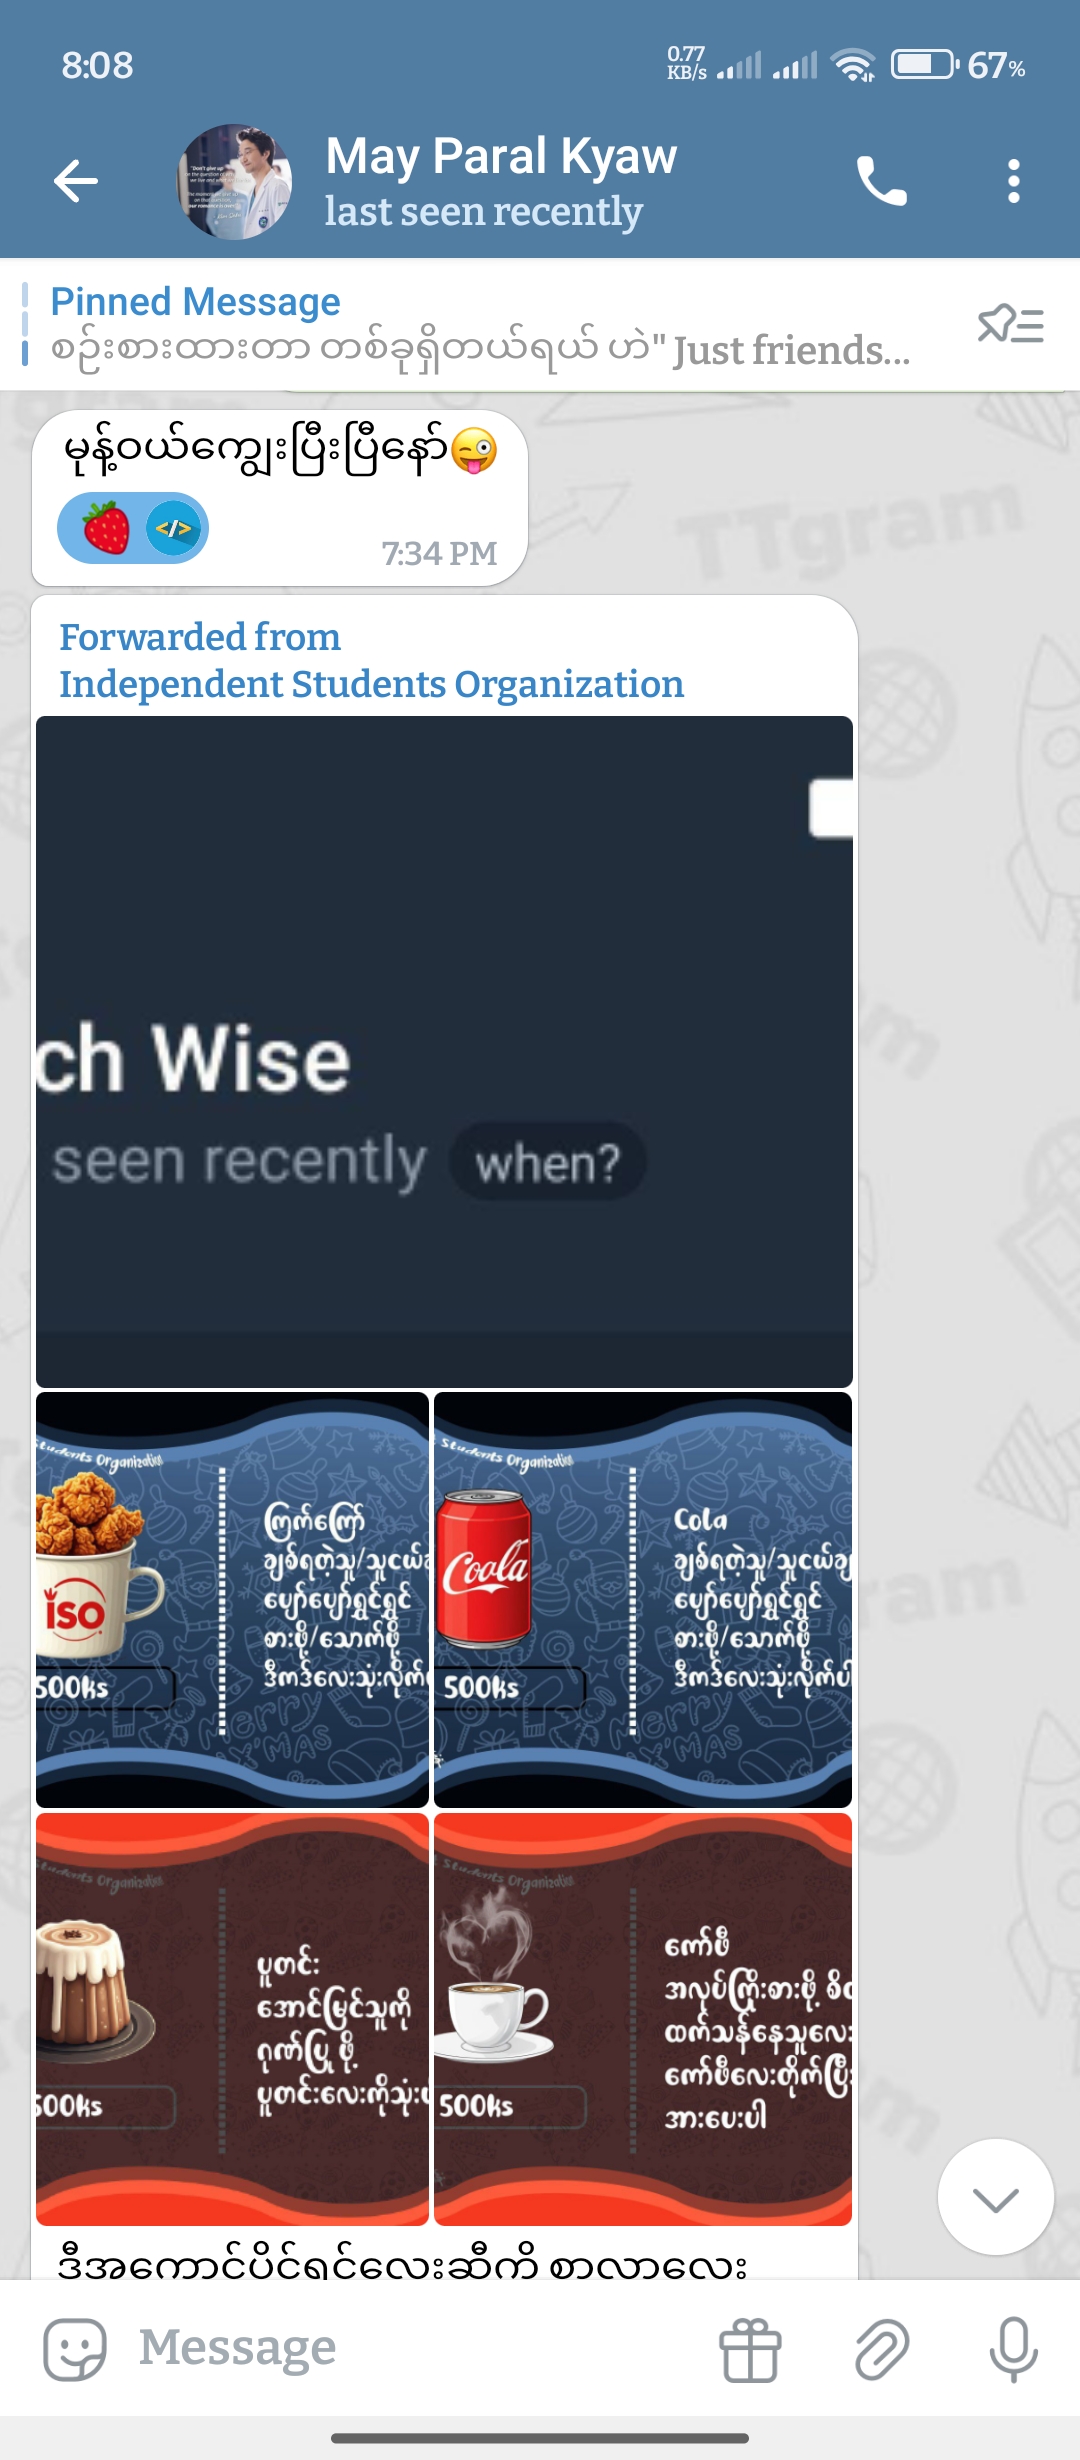 8:08
0.77
KB/s
67%
May Paral Kyaw
last seen recently
Pinned Message
စဉ်းစားထားတာ တစ်ခုရှိတယ်ရယ် ဟဲ" Just friends...
မုန့်ဝယ်ကျွေးပြီးပြီနော်😜
🍓 </>
7:34 PM
TTgram
Forwarded from
Independent Students Organization
ch Wise
seen recently when?
Students Organization
ကြက်ကြော်
ချစ်ရတဲ့သူ/သူငယ်
ပျော်ပျော်ရွှင်ရွှင်
စားဖို့/သောက်ဖို့
ဒီကဒ်လေးသုံးလိုက်
iso
500ks
Merry
X'MAS
Students Organization
Cola
ချစ်ရတဲ့သူ/သူငယ်ချ
ပျော်ပျော်ရွှင်ရွှင်
စားဖို့/သောက်ဖို့
ဒီကဒ်လေးသုံးလိုက်ပါ
Coola
500ks
Merry
X'MAS
Students Organization
ပူတင်း
အောင်မြင်သူကို
ဂုဏ်ပြု ဖို့
ပူတင်းလေးကိုသုံး
500ks
Students Organization
ကော်ဖီ
အလုပ်ကြိုးစားဖို့ စိတ
ထက်သန်နေသူလေး
ကော်ဖီလေးတိုက်ပြီး
အားပေးပါ
500ks
ဒီအကောင့်ပိုင်ရှင်လေးဆီကို စာလာလေး
Message